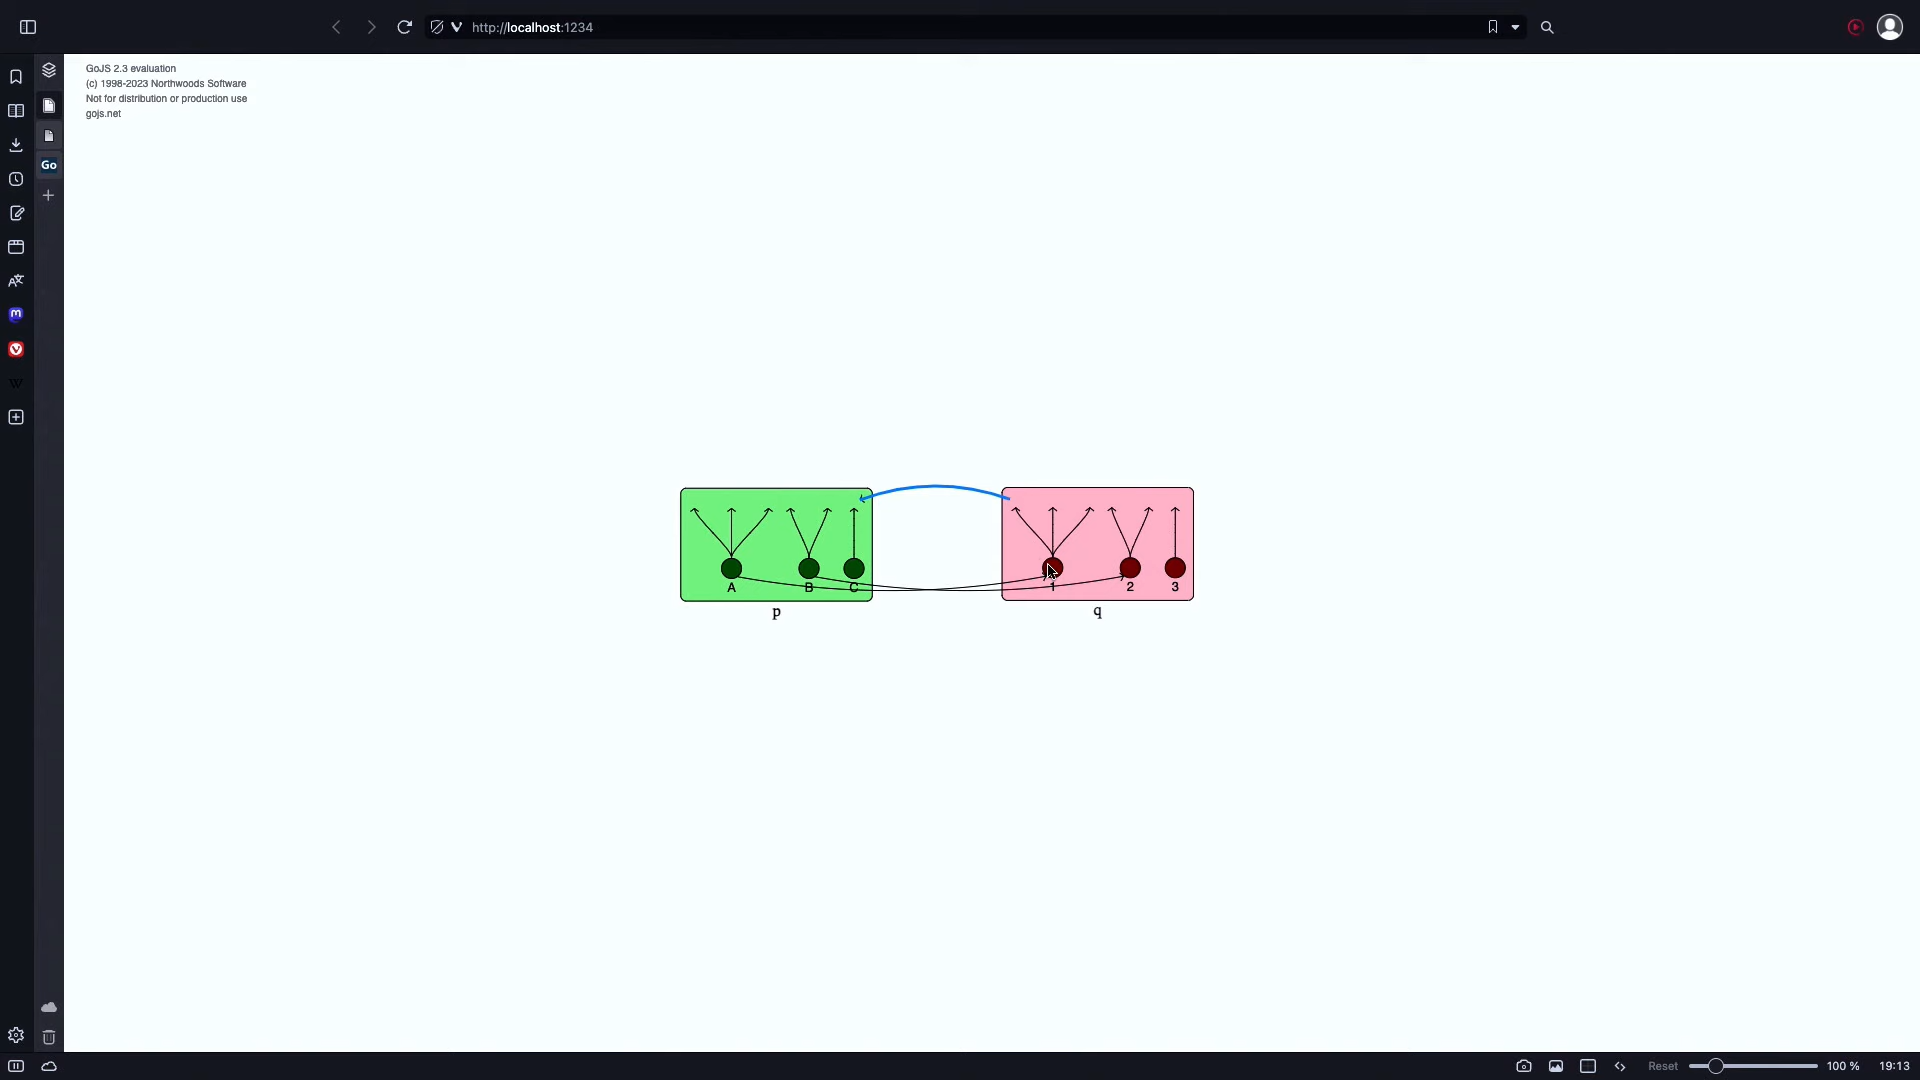 http://localhost:1234
GoJS 2.3 evaluation
(c) 1998-2023 Northwoods Software
Not for distribution or production use
gojs.net
Go
A B C
p
1 2 3
q
Reset 100 % 19:13